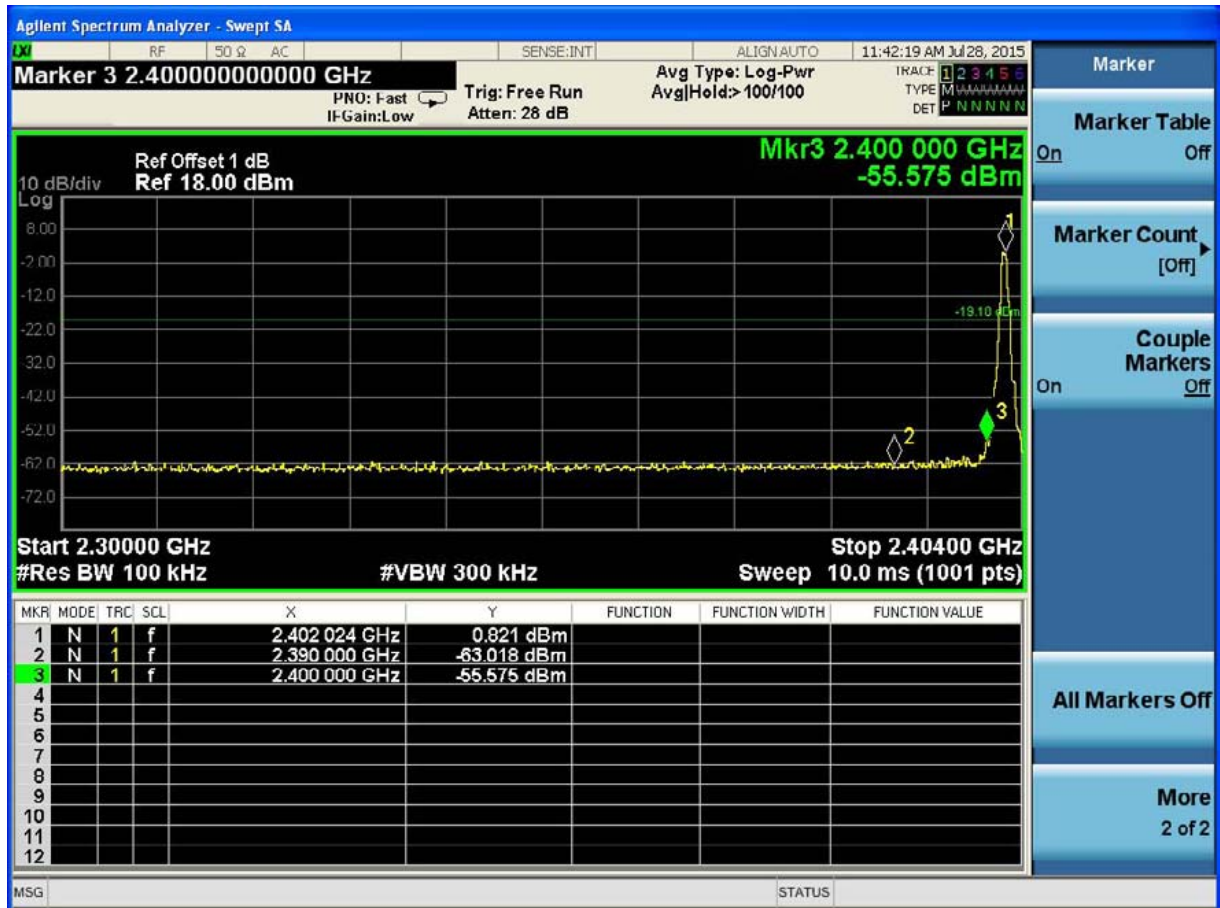 Agilent Spectrum Analyzer - Swept SA
LXI RF 50 Ω AC SENSE:INT ALIGN AUTO 11:42:19 AM Jul 28, 2015
Marker 3 2.400000000000 GHz
PNO: Fast
IFGain:Low
Trig: Free Run
Atten: 28 dB
Avg Type: Log-Pwr
Avg|Hold:> 100/100
TRACE 1 2 3 4 5 6
TYPE M
DET P N N N N N
Mkr3 2.400 000 GHz
-55.575 dBm
Ref Offset 1 dB
10 dB/div Ref 18.00 dBm
Log
8.00
-2.00
-12.0
-22.0
-32.0
-42.0
-52.0
-62.0
-72.0
1
-19.10 dBm
3
2
Start 2.30000 GHz Stop 2.40400 GHz
#Res BW 100 kHz #VBW 300 kHz Sweep 10.0 ms (1001 pts)
MKR MODE TRC SCL X Y FUNCTION FUNCTION WIDTH FUNCTION VALUE
1 N 1 f 2.402 024 GHz 0.821 dBm
2 N 1 f 2.390 000 GHz -63.018 dBm
3 N 1 f 2.400 000 GHz -55.575 dBm
4
5
6
7
8
9
10
11
12
MSG STATUS
Marker
Marker Table
On Off
Marker Count
[Off]
Couple
Markers
On Off
All Markers Off
More
2 of 2